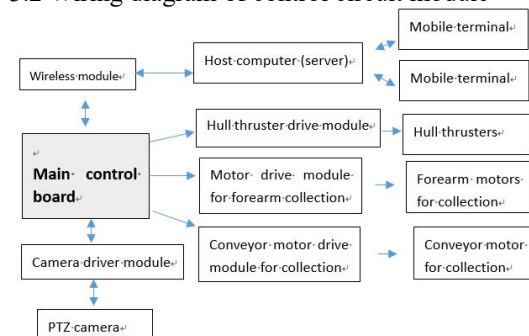 3.2 Wiring diagram of control circuit module
Mobile terminal
Host computer (server)
Wireless module
Mobile terminal
Hull thruster drive module
Hull thrusters
Main control
board
Motor drive module
for forearm collection
Forearm motors
for collection
Conveyor motor drive
module for collection
Conveyor motor
for collection
Camera driver module
PTZ camera